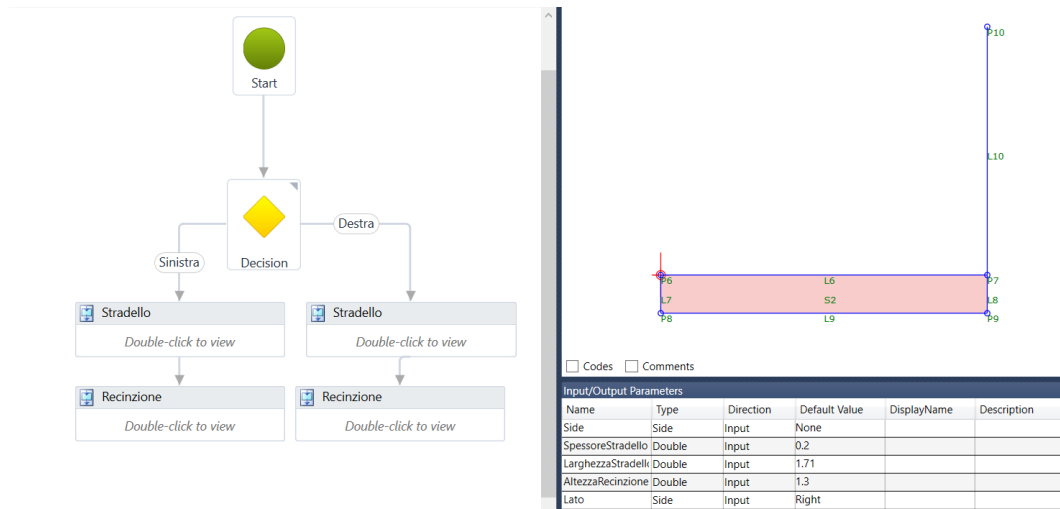 Start
Decision
Sinistra
Destra
Stradello
Double-click to view
Recinzione
Double-click to view
Stradello
Double-click to view
Recinzione
Double-click to view
P10
L10
P6 L6 P7
L7 S2 L8
P8 L9 P9
Codes Comments
Input/Output Parameters
Name Type Direction Default Value DisplayName Description
Side Side Input None
SpessoreStradello Double Input 0.2
LarghezzaStradell Double Input 1.71
AltezzaRecinzione Double Input 1.3
Lato Side Input Right